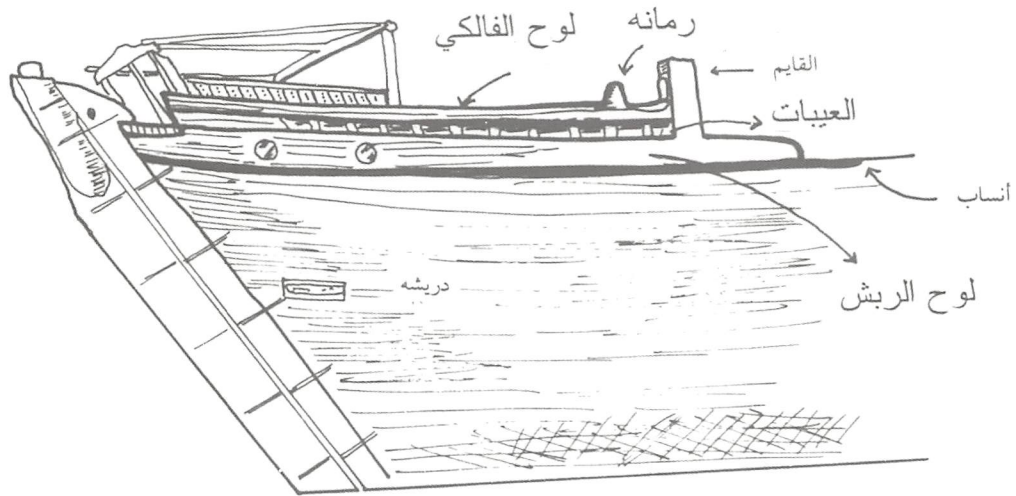 رمانه
لوح الفالكي
القايم
العيبات
أنساب
لوح الربش
دريشه